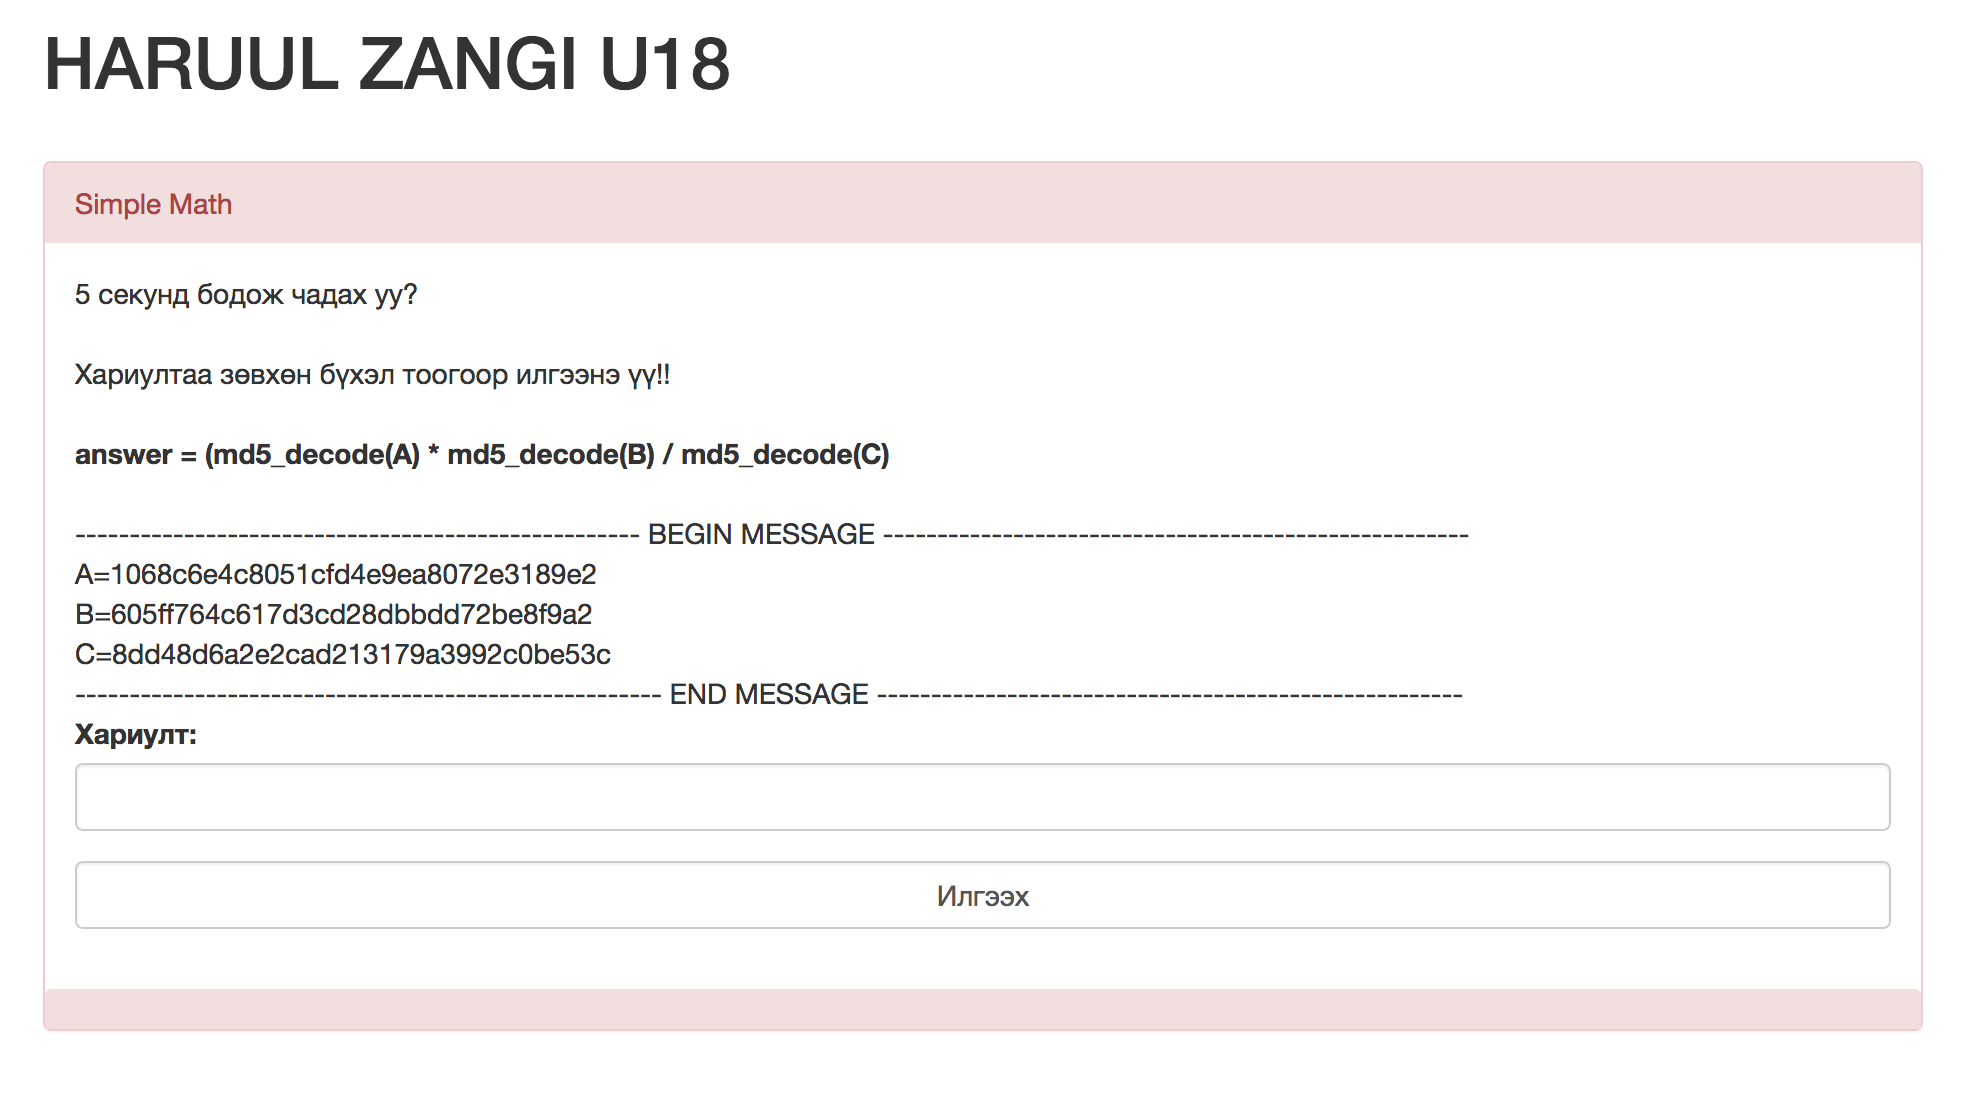 HARUUL ZANGI U18
Simple Math
5 секунд бодож чадах уу?
Хариултаа зөвхөн бүхэл тоогоор илгээнэ үү!!
answer = (md5_decode(A) * md5_decode(B) / md5_decode(C)
---------------------------------------------------- BEGIN MESSAGE ------------------------------------------------------
A=1068c6e4c8051cfd4e9ea8072e3189e2
B=605ff764c617d3cd28dbbdd72be8f9a2
C=8dd48d6a2e2cad213179a3992c0be53c
------------------------------------------------------ END MESSAGE ------------------------------------------------------
Хариулт:
Илгээх